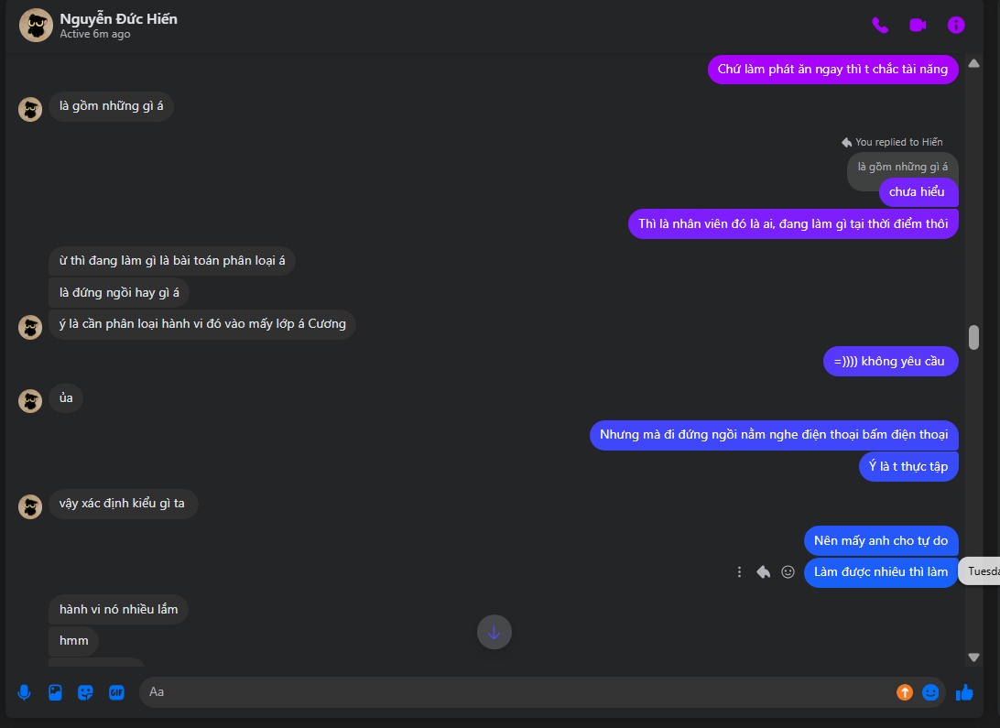 Nguyễn Đức Hiến
Active 6m ago
Chứ làm phát ăn ngay thì t chắc tài năng
là gồm những gì á
You replied to Hiến
là gồm những gì á
chưa hiểu
Thì là nhân viên đó là ai, đang làm gì tại thời điểm thôi
ừ thì đang làm gì là bài toán phân loại á
là đứng ngồi hay gì á
ý là cần phân loại hành vi đó vào mấy lớp á Cương
=)))) không yêu cầu
ủa
Nhưng mà đi đứng ngồi nằm nghe điện thoại bấm điện thoại
Ý là t thực tập
vậy xác định kiểu gì ta
Nên mấy anh cho tự do
Làm được nhiêu thì làm
Tuesda
hành vi nó nhiều lắm
hmm
GIF
Aa